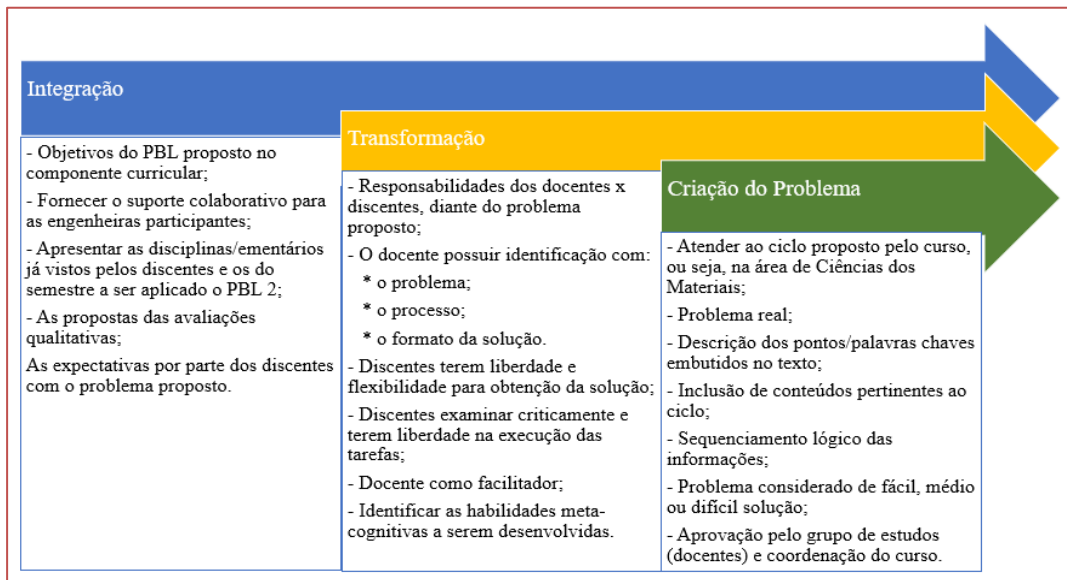 Integração
- Objetivos do PBL proposto no
componente curricular;
- Fornecer o suporte colaborativo para
as engenheiras participantes;
- Apresentar as disciplinas/ementários
já vistos pelos discentes e os do
semestre a ser aplicado o PBL 2;
- As propostas das avaliações
qualitativas;
As expectativas por parte dos discentes
com o problema proposto.
Transformação
- Responsabilidades dos docentes x
discentes, diante do problema
proposto;
- O docente possuir identificação com:
* o problema;
* o processo;
* o formato da solução.
- Discentes terem liberdade e
flexibilidade para obtenção da solução;
- Discentes examinar criticamente e
terem liberdade na execução das
tarefas;
- Docente como facilitador;
- Identificar as habilidades meta-
cognitivas a serem desenvolvidas.
Criação do Problema
- Atender ao ciclo proposto pelo curso,
ou seja, na área de Ciências dos
Materiais;
- Problema real;
- Descrição dos pontos/palavras chaves
embutidos no texto;
- Inclusão de conteúdos pertinentes ao
ciclo;
- Sequenciamento lógico das
informações;
- Problema considerado de fácil, médio
ou difícil solução;
- Aprovação pelo grupo de estudos
(docentes) e coordenação do curso.